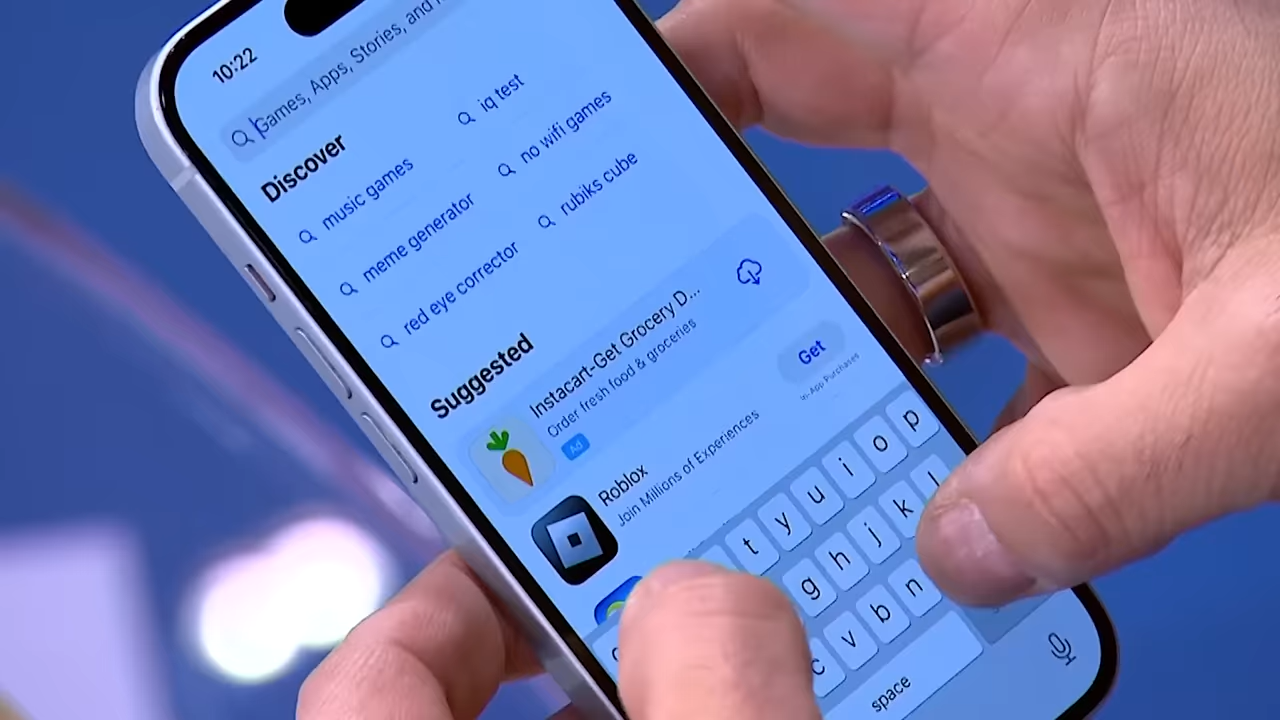 10:22
Games, Apps, Stories, and
Discover
music games
iq test
meme generator
no wifi games
red eye corrector
rubiks cube
Suggested
Instacart-Get Grocery D...
Order fresh food & groceries
Ad
Get
In-App Purchases
Roblox
Join Millions of Experiences
t y u i o p
g h j k l
c v b n
space